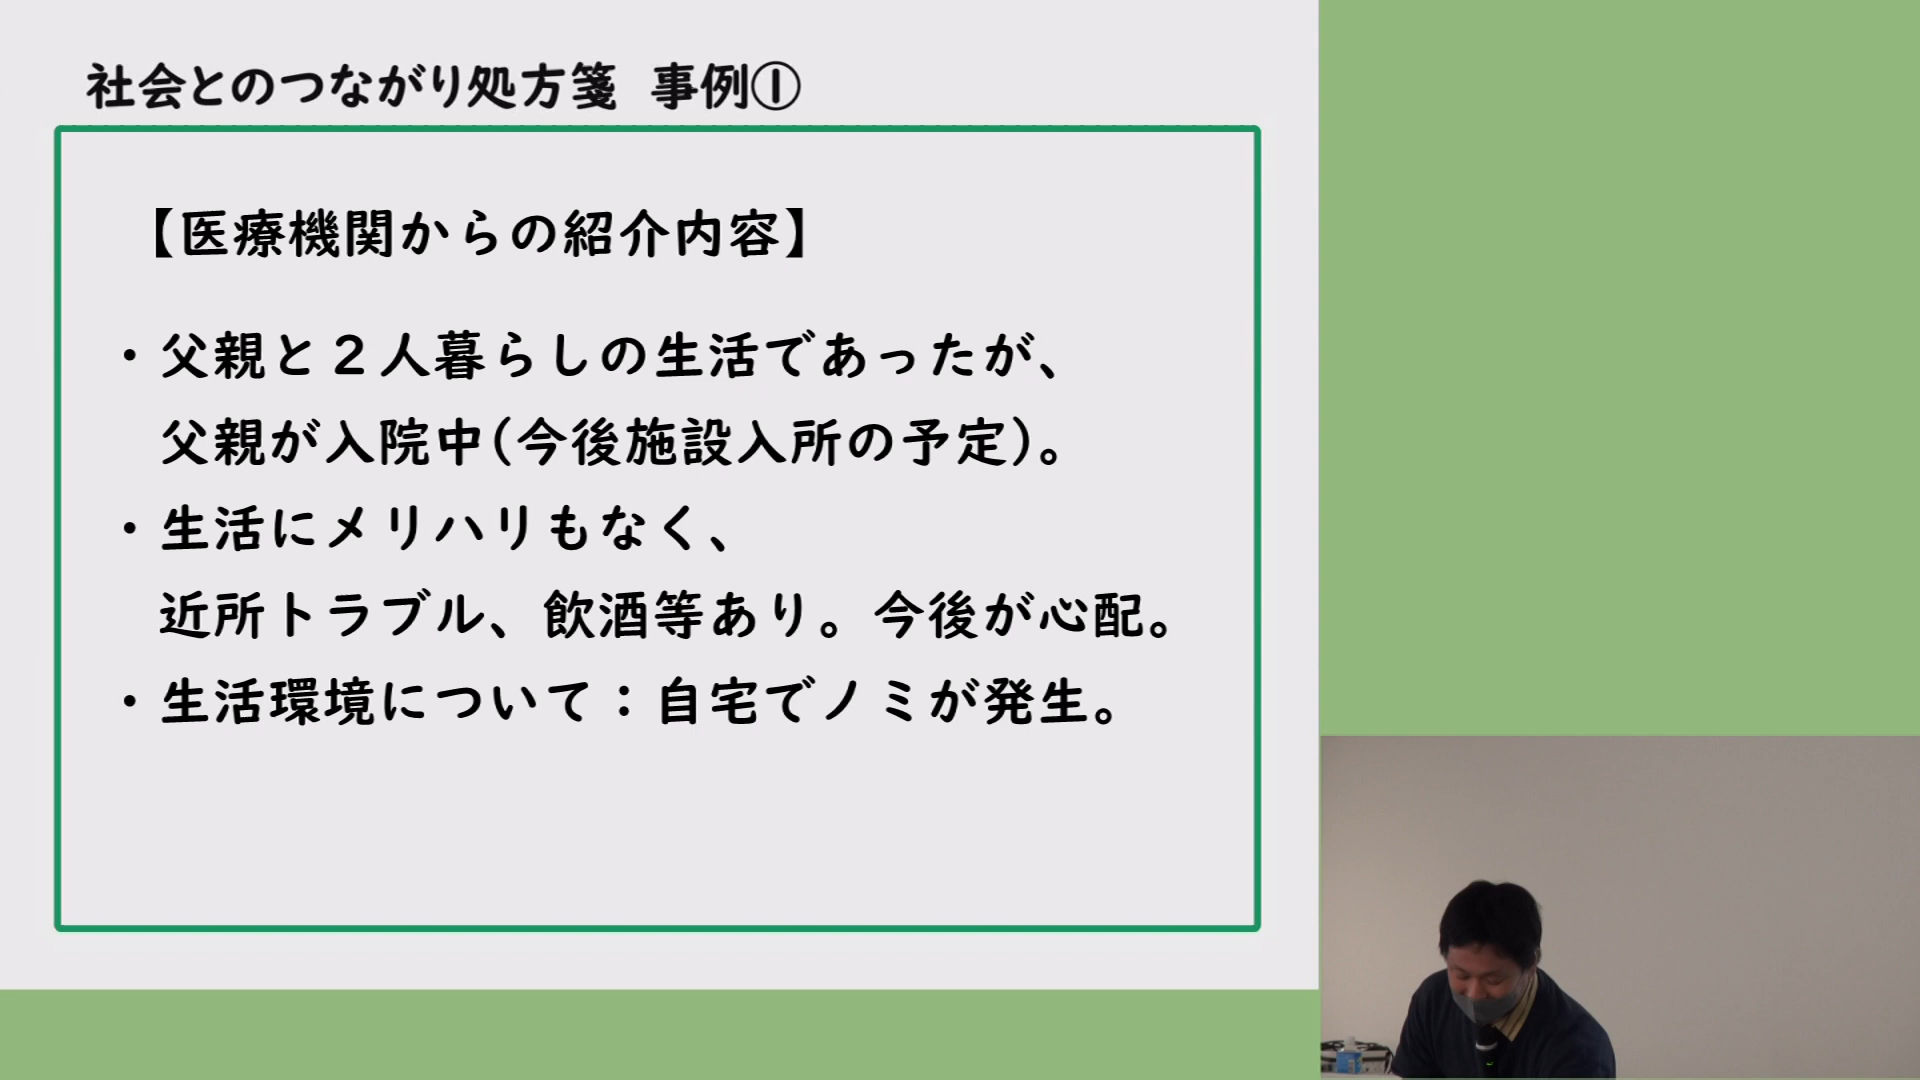 社会とのつながり処方箋 事例①
【医療機関からの紹介内容】
・父親と２人暮らしの生活であったが、
父親が入院中(今後施設入所の予定)。
・生活にメリハリもなく、
近所トラブル、飲酒等あり。今後が心配。
・生活環境について：自宅でノミが発生。